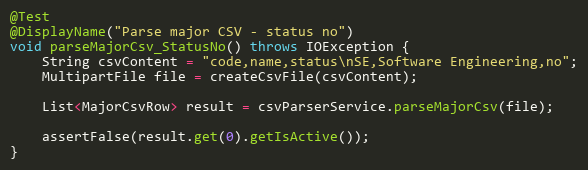 @Test
@DisplayName("Parse major CSV - status no")
void parseMajorCsv_StatusNo() throws IOException {
    String csvContent = "code,name,status\nSE,Software Engineering,no";
    MultipartFile file = createCsvFile(csvContent);

    List<MajorCsvRow> result = csvParserService.parseMajorCsv(file);

    assertFalse(result.get(0).getIsActive());
}